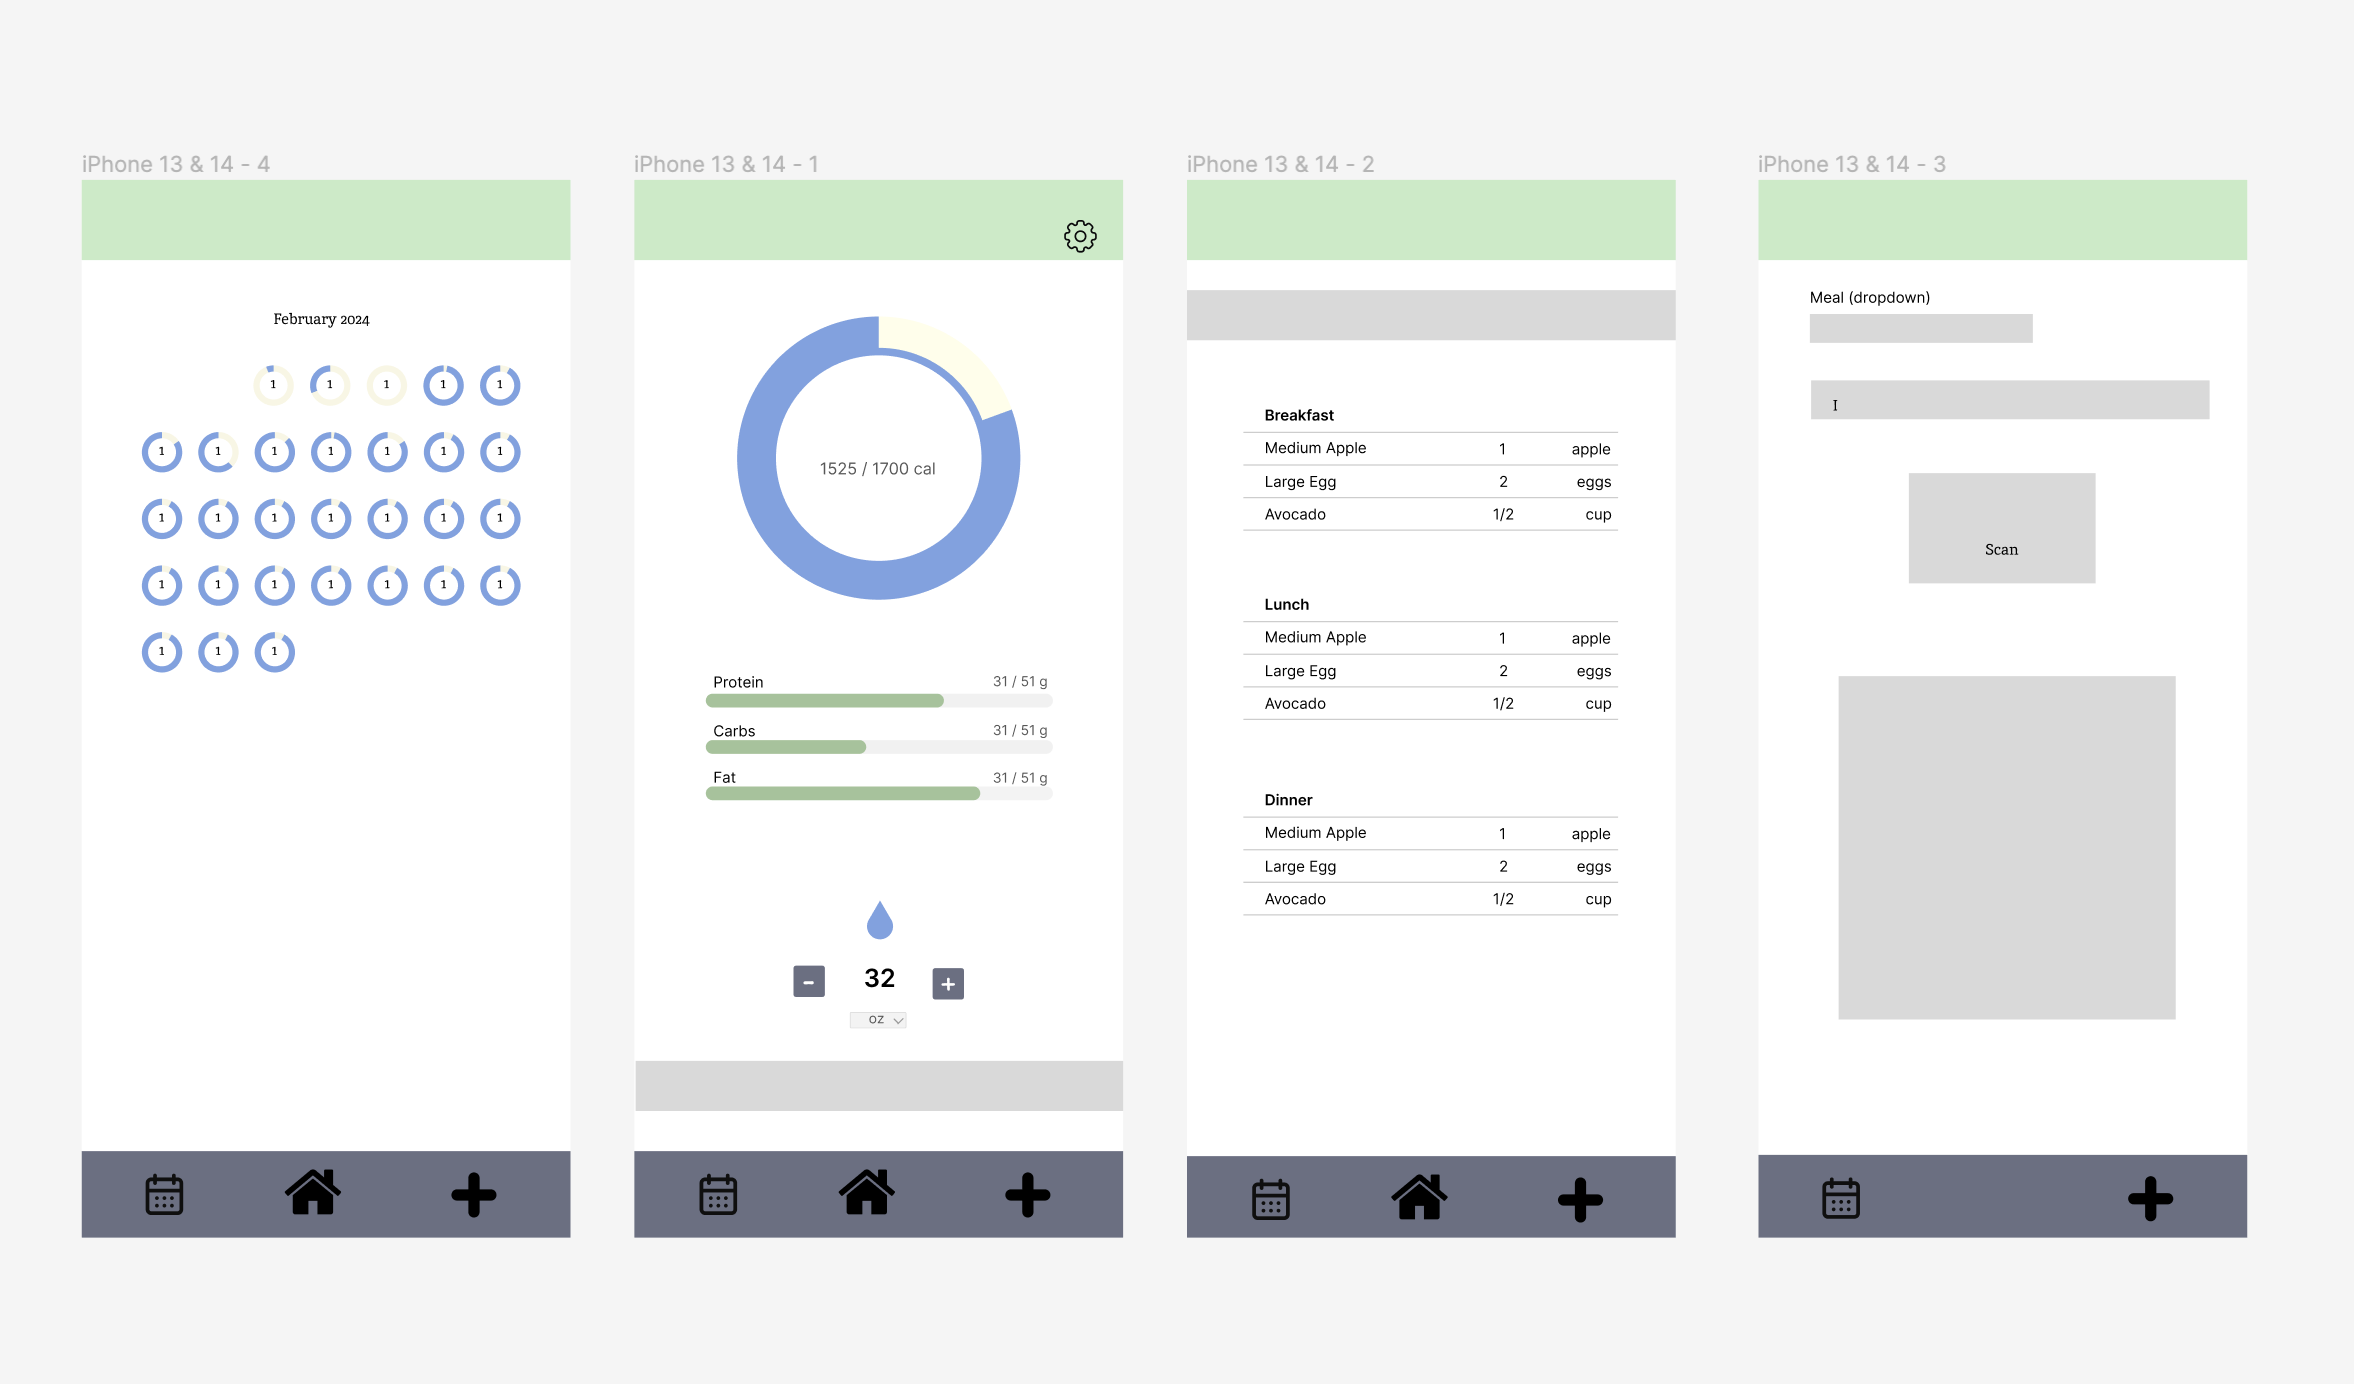 iPhone 13 & 14 - 4
February 2024
1 1 1 1 1
1 1 1 1 1 1 1
1 1 1 1 1 1 1
1 1 1 1 1 1 1
1 1 1
iPhone 13 & 14 - 1
1525 / 1700 cal
Protein 31 / 51 g
Carbs 31 / 51 g
Fat 31 / 51 g
- 32 +
oz
iPhone 13 & 14 - 2
Breakfast
Medium Apple 1 apple
Large Egg 2 eggs
Avocado 1/2 cup
Lunch
Medium Apple 1 apple
Large Egg 2 eggs
Avocado 1/2 cup
Dinner
Medium Apple 1 apple
Large Egg 2 eggs
Avocado 1/2 cup
iPhone 13 & 14 - 3
Meal (dropdown)
I
Scan